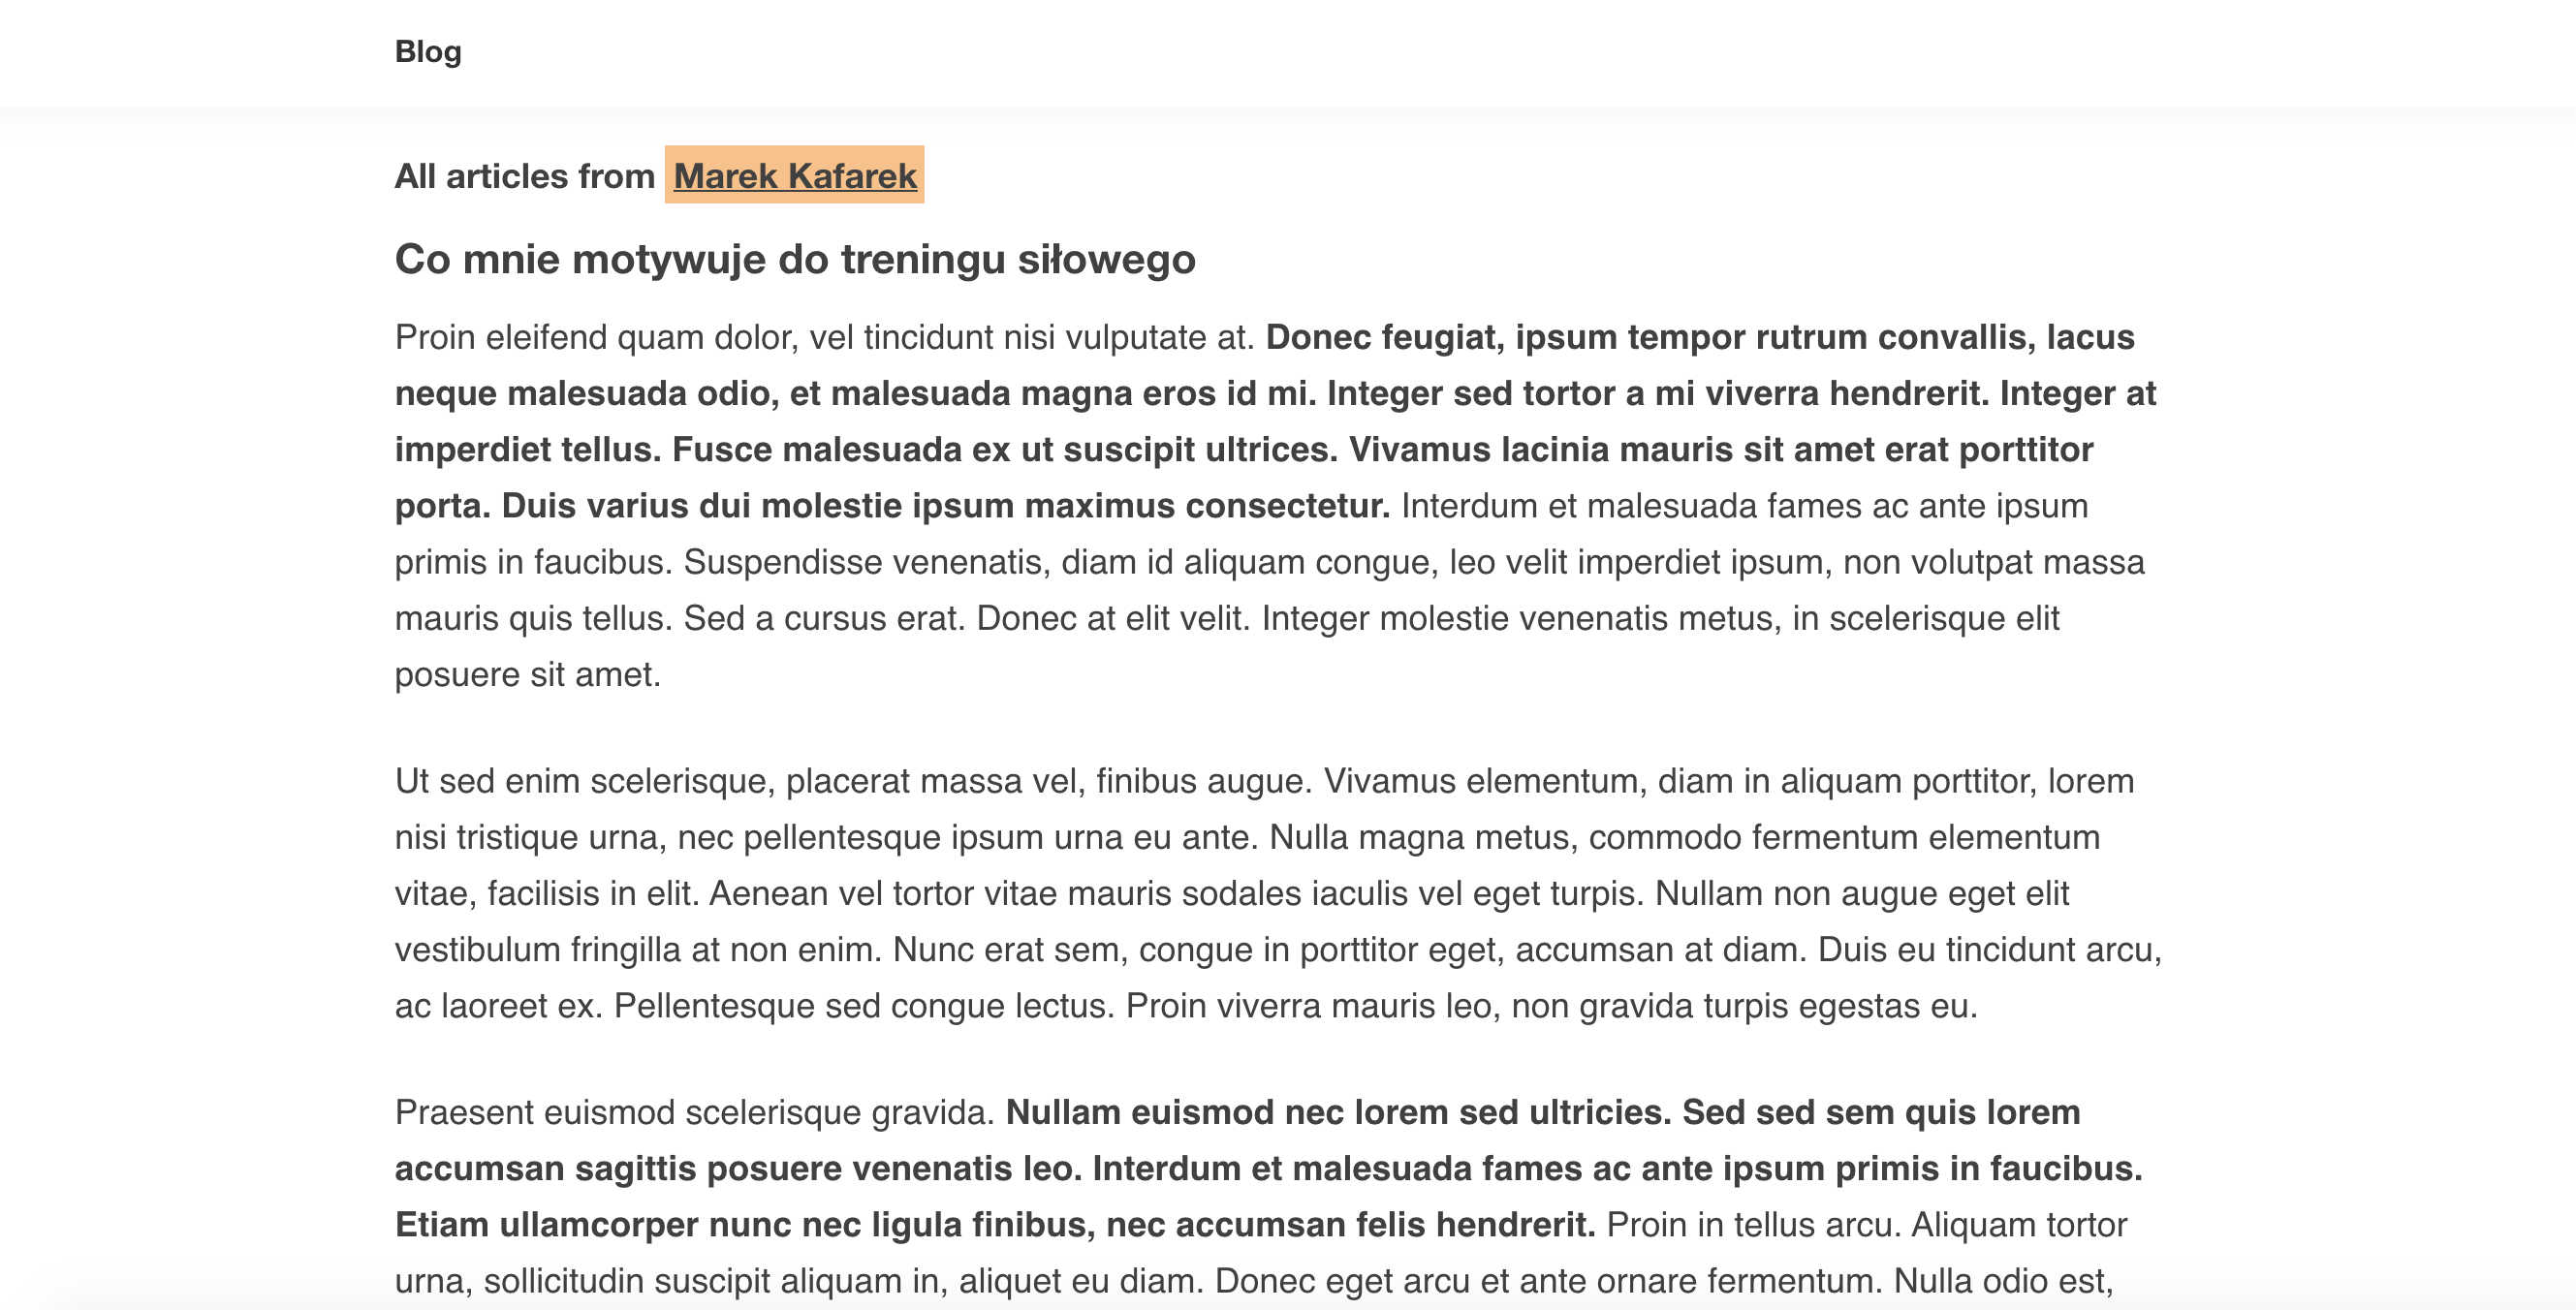 Blog
All articles from Marek Kafarek
Co mnie motywuje do treningu siłowego
Proin eleifend quam dolor, vel tincidunt nisi vulputate at. Donec feugiat, ipsum tempor rutrum convallis, lacus
neque malesuada odio, et malesuada magna eros id mi. Integer sed tortor a mi viverra hendrerit. Integer at
imperdiet tellus. Fusce malesuada ex ut suscipit ultrices. Vivamus lacinia mauris sit amet erat porttitor
porta. Duis varius dui molestie ipsum maximus consectetur. Interdum et malesuada fames ac ante ipsum
primis in faucibus. Suspendisse venenatis, diam id aliquam congue, leo velit imperdiet ipsum, non volutpat massa
mauris quis tellus. Sed a cursus erat. Donec at elit velit. Integer molestie venenatis metus, in scelerisque elit
posuere sit amet.
Ut sed enim scelerisque, placerat massa vel, finibus augue. Vivamus elementum, diam in aliquam porttitor, lorem
nisi tristique urna, nec pellentesque ipsum urna eu ante. Nulla magna metus, commodo fermentum elementum
vitae, facilisis in elit. Aenean vel tortor vitae mauris sodales iaculis vel eget turpis. Nullam non augue eget elit
vestibulum fringilla at non enim. Nunc erat sem, congue in porttitor eget, accumsan at diam. Duis eu tincidunt arcu,
ac laoreet ex. Pellentesque sed congue lectus. Proin viverra mauris leo, non gravida turpis egestas eu.
Praesent euismod scelerisque gravida. Nullam euismod nec lorem sed ultricies. Sed sed sem quis lorem
accumsan sagittis posuere venenatis leo. Interdum et malesuada fames ac ante ipsum primis in faucibus.
Etiam ullamcorper nunc nec ligula finibus, nec accumsan felis hendrerit. Proin in tellus arcu. Aliquam tortor
urna, sollicitudin suscipit aliquam in, aliquet eu diam. Donec eget arcu et ante ornare fermentum. Nulla odio est,